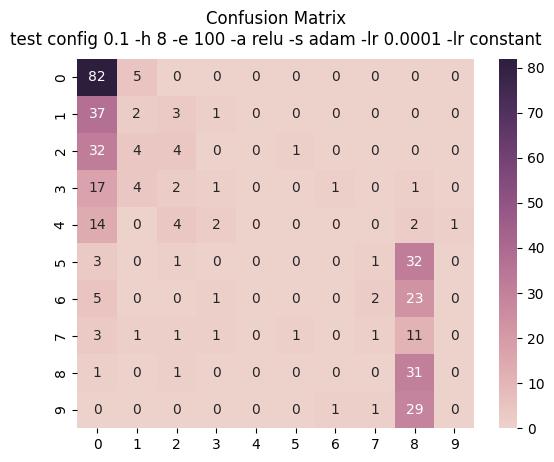 Confusion Matrix
test config 0.1 -h 8 -e 100 -a relu -s adam -lr 0.0001 -lr constant
0 82 5 0 0 0 0 0 0 0 0
1 37 2 3 1 0 0 0 0 0 0
2 32 4 4 0 0 1 0 0 0 0
3 17 4 2 1 0 0 1 0 1 0
4 14 0 4 2 0 0 0 0 2 1
5 3 0 1 0 0 0 0 1 32 0
6 5 0 0 1 0 0 0 2 23 0
7 3 1 1 1 0 1 0 1 11 0
8 1 0 1 0 0 0 0 0 31 0
9 0 0 0 0 0 0 1 1 29 0
0 1 2 3 4 5 6 7 8 9
80
70
60
50
40
30
20
10
0